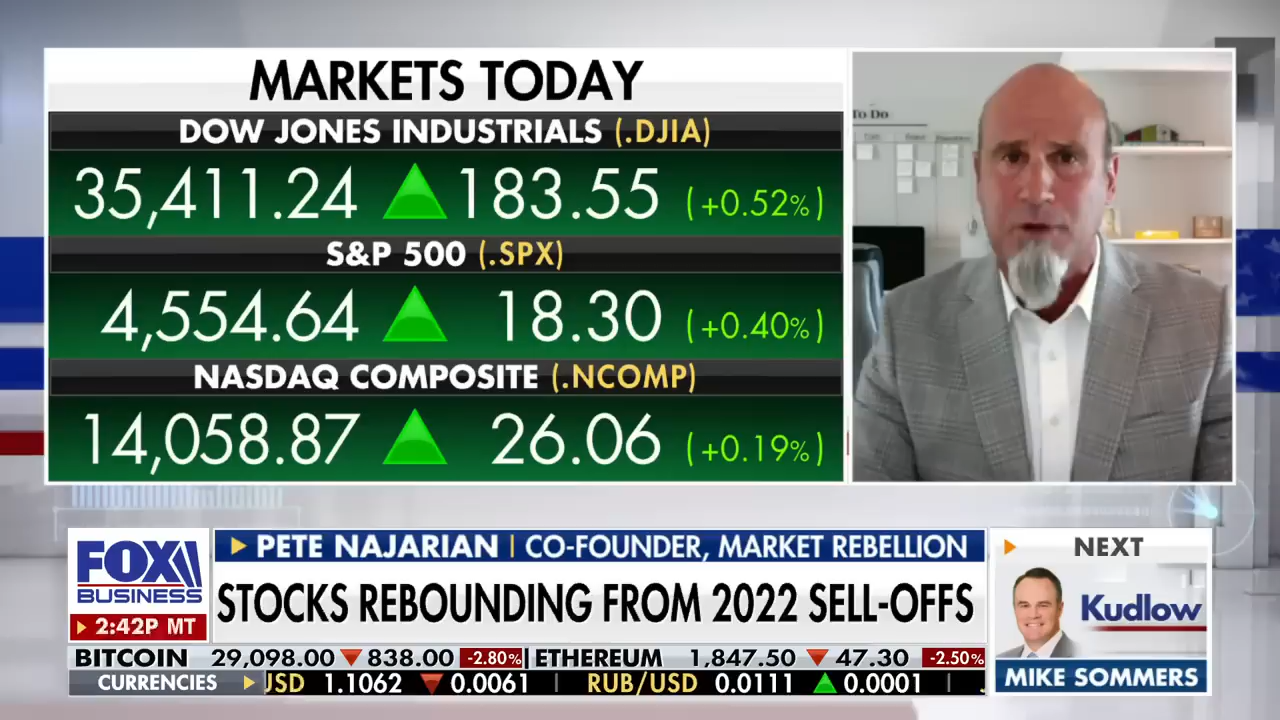 MARKETS TODAY
DOW JONES INDUSTRIALS (.DJIA)
35,411.24 ▲ 183.55 (+0.52%)
S&P 500 (.SPX)
4,554.64 ▲ 18.30 (+0.40%)
NASDAQ COMPOSITE (.NCOMP)
14,058.87 ▲ 26.06 (+0.19%)
To Do
FOX BUSINESS
2:42P MT
PETE NAJARIAN | CO-FOUNDER, MARKET REBELLION
STOCKS REBOUNDING FROM 2022 SELL-OFFS
NEXT
Kudlow
MIKE SOMMERS
BITCOIN 29,098.00 ▼ 838.00 -2.80% | ETHEREUM 1,847.50 ▼ 47.30 -2.50%
CURRENCIES JSD 1.1062 ▼ 0.0061 | RUB/USD 0.0111 ▲ 0.0001 |